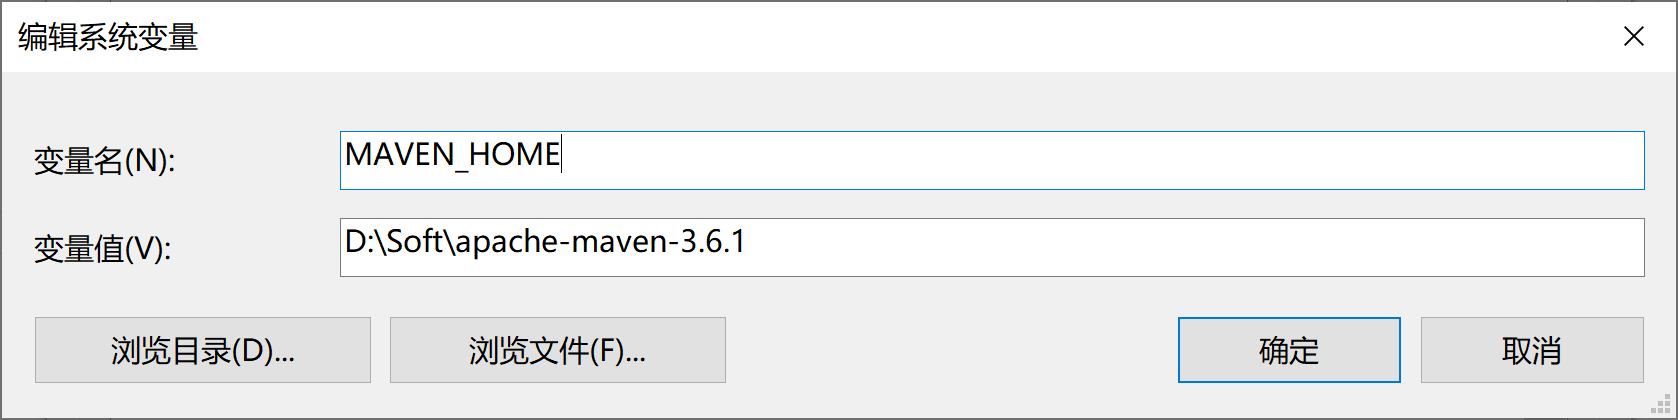 编辑系统变量
变量名(N):
MAVEN_HOME
变量值(V):
D:\Soft\apache-maven-3.6.1
浏览目录(D)...
浏览文件(F)...
确定
取消